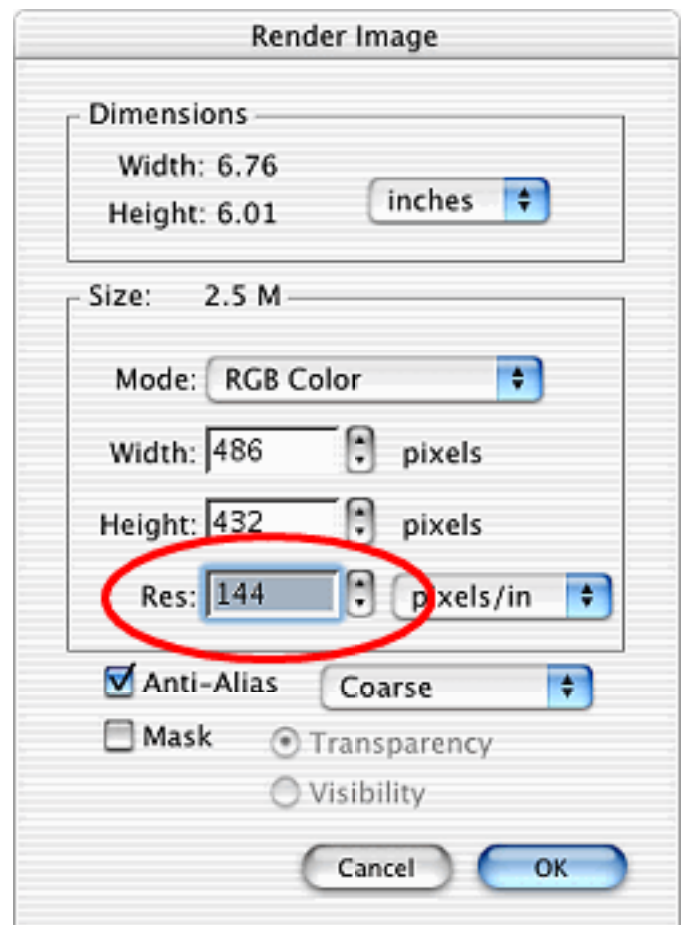 Render Image
Dimensions
Width: 6.76
inches
Height: 6.01
Size: 2.5 M
Mode: RGB Color
Width: 486 pixels
Height: 432 pixels
Res: 144 pixels/in
Anti-Alias Coarse
Mask Transparency
Visibility
Cancel OK